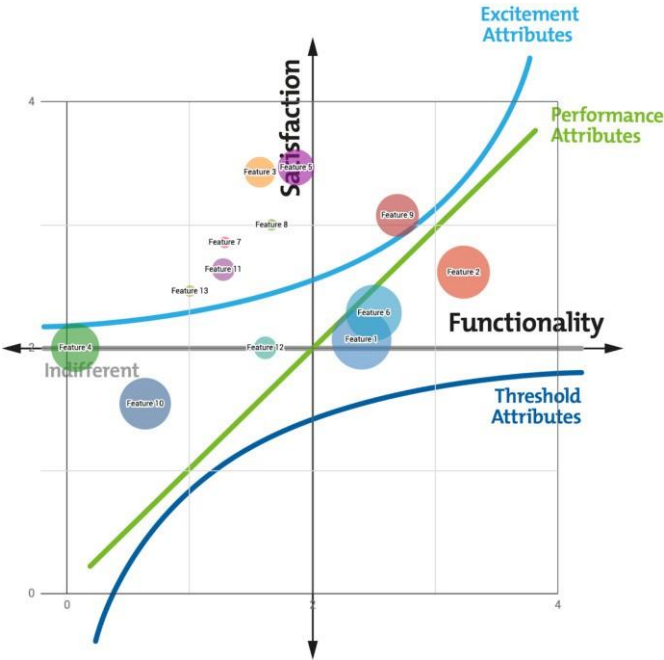 Excitement
Attributes
Satisfaction
4
Performance
Attributes
Feature 3
Feature 5
Feature 9
Feature 8
Feature 7
Feature 11
Feature 2
Feature 13
Feature 6
Functionality
Feature 1
2
Feature 4
Feature 12
Indifferent
Threshold
Attributes
Feature 10
0
0
2
4